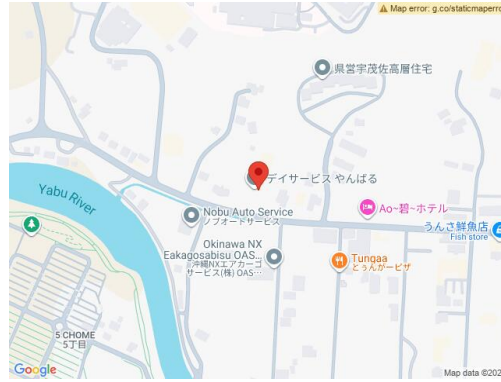 Map error: g.co/staticmaperro
県営宇茂佐高層住宅
デイサービス やんばる
Yabu River
Nobu Auto Service
ノブオートサービス
Ao~碧~ホテル
うんさ鮮魚店
Fish store
Okinawa NX
Eakagosabisu OAS...
沖縄NXエアカーゴ
サービス(株) OAS…
Tungaa
とぅんがーピザ
5 CHOME
5丁目
Google
Map data ©202